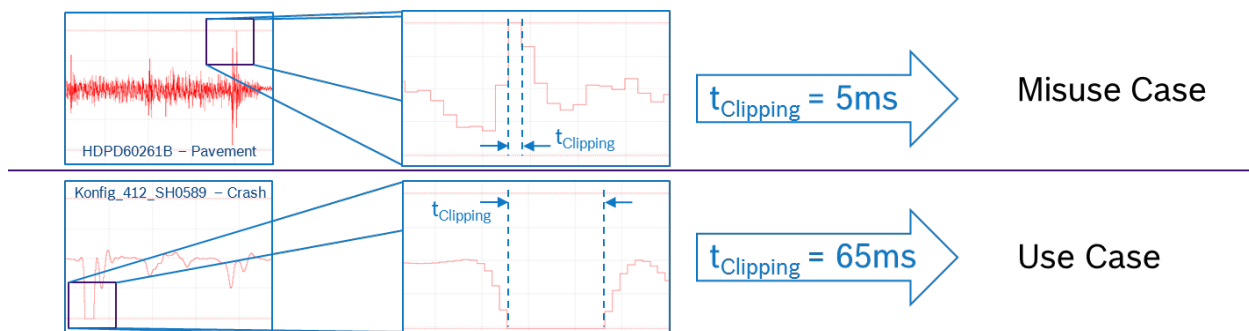 HDPD60261B – Pavement
tClipping
tClipping = 5ms
Misuse Case
Konfig_412_SH0589 – Crash
tClipping
tClipping = 65ms
Use Case